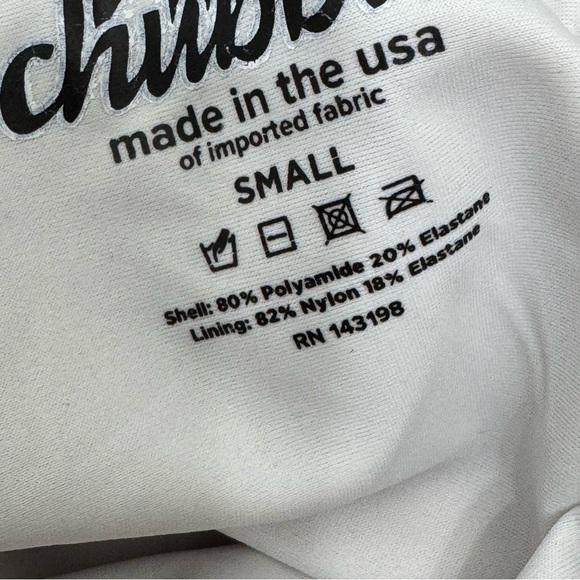 made in the usa
of imported fabric
SMALL
Shell: 80% Polyamide 20% Elastane
Lining: 82% Nylon 18% Elastane
RN 143198